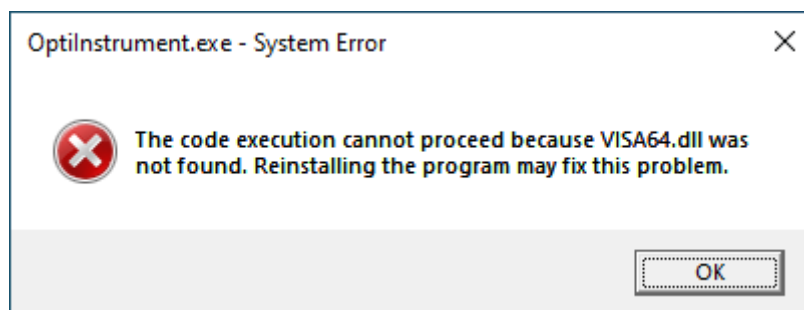 OptiInstrument.exe - System Error
The code execution cannot proceed because VISA64.dll was
not found. Reinstalling the program may fix this problem.
OK